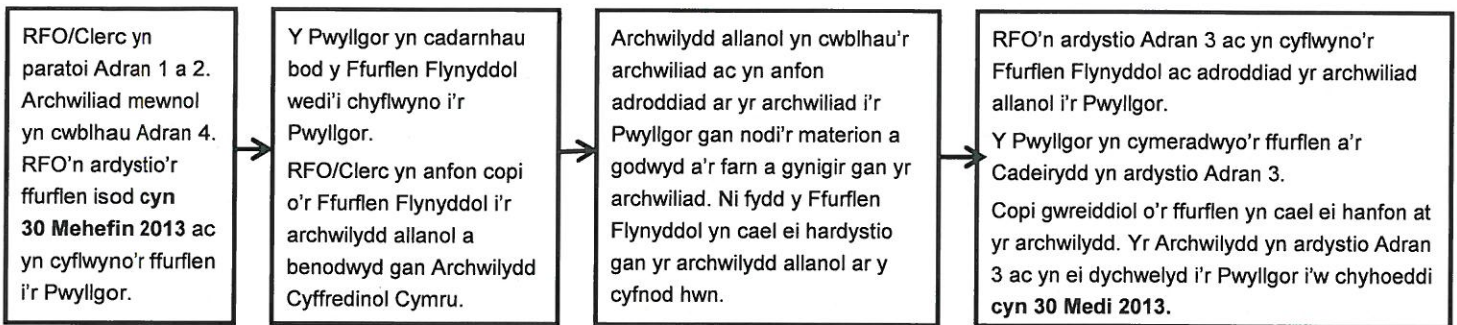 RFO/Clerc yn
paratoi Adran 1 a 2.
Archwiliad mewnol
yn cwblhau Adran 4.
RFO'n ardystio'r
ffurflen isod cyn
30 Mehefin 2013 ac
yn cyflwyno'r ffurflen
i'r Pwyllgor.
Y Pwyllgor yn cadarnhau
bod y Ffurflen Flynyddol
wedi'i chyflwyno i'r
Pwyllgor.
RFO/Clerc yn anfon copi
o'r Ffurflen Flynyddol i'r
archwilydd allanol a
benodwyd gan Archwilydd
Cyffredinol Cymru.
Archwilydd allanol yn cwblhau'r
archwiliad ac yn anfon
adroddiad ar yr archwiliad i'r
Pwyllgor gan nodi'r materion a
godwyd a'r farn a gynigir gan yr
archwiliad. Ni fydd y Ffurflen
Flynyddol yn cael ei hardystio
gan yr archwilydd allanol ar y
cyfnod hwn.
RFO'n ardystio Adran 3 ac yn cyflwyno'r
Ffurflen Flynyddol ac adroddiad yr archwiliad
allanol i'r Pwyllgor.
Y Pwyllgor yn cymeradwyo'r ffurflen a'r
Cadeirydd yn ardystio Adran 3.
Copi gwreiddiol o'r ffurflen yn cael ei hanfon at
yr archwilydd. Yr Archwilydd yn ardystio Adran
3 ac yn ei dychwelyd i'r Pwyllgor i'w chyhoeddi
cyn 30 Medi 2013.